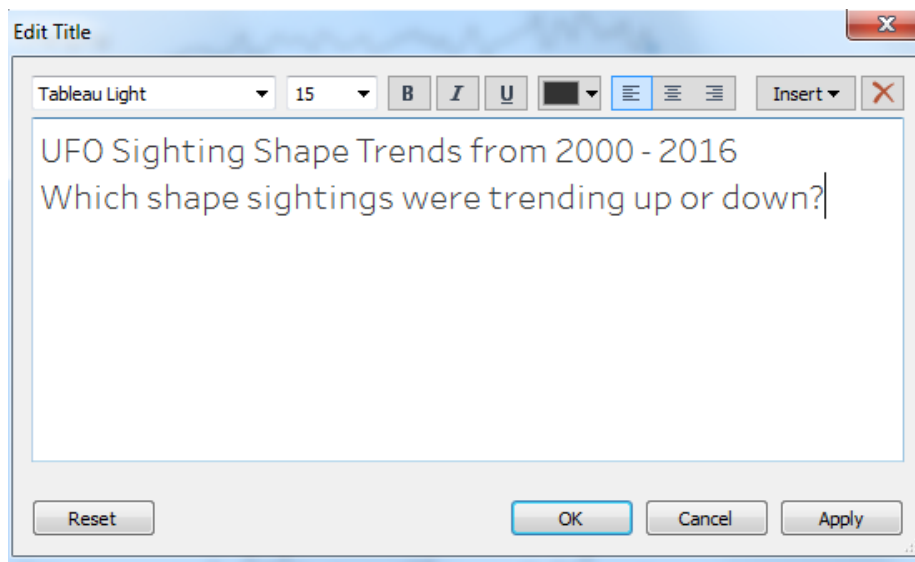 Edit Title
Tableau Light 15 B I U Insert
UFO Sighting Shape Trends from 2000 - 2016
Which shape sightings were trending up or down?
Reset OK Cancel Apply